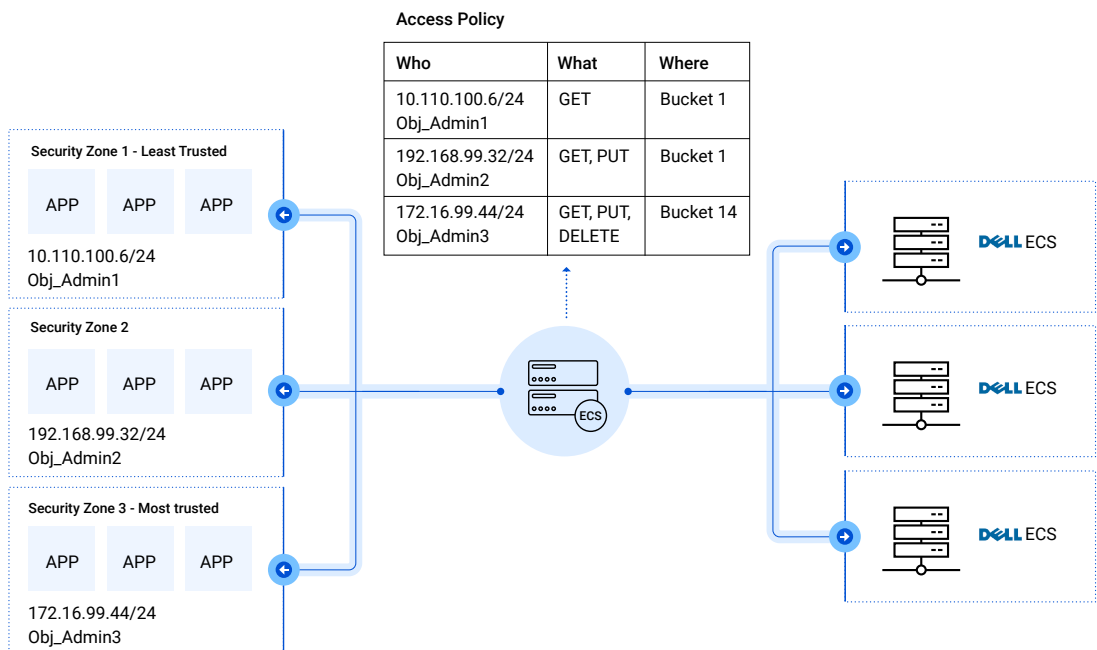 Access Policy
Who What Where
10.110.100.6/24 GET Bucket 1
Obj_Admin1
192.168.99.32/24 GET, PUT Bucket 1
Obj_Admin2
172.16.99.44/24 GET, PUT, Bucket 14
Obj_Admin3 DELETE
Security Zone 1 - Least Trusted
APP APP APP
10.110.100.6/24
Obj_Admin1
Security Zone 2
APP APP APP
192.168.99.32/24
Obj_Admin2
Security Zone 3 - Most trusted
APP APP APP
172.16.99.44/24
Obj_Admin3
ECS
DELL ECS
DELL ECS
DELL ECS